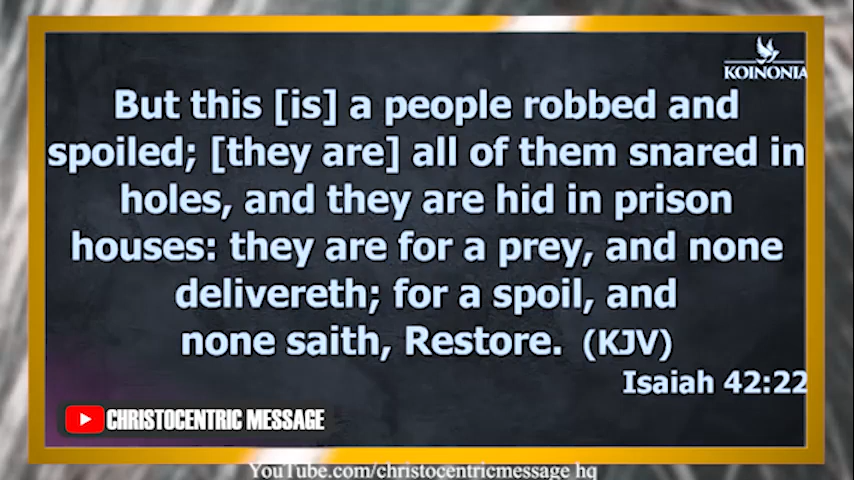 KOINONIA
But this [is] a people robbed and
spoiled; [they are] all of them snared in
holes, and they are hid in prison
houses: they are for a prey, and none
delivereth; for a spoil, and
none saith, Restore. (KJV)
Isaiah 42:22
CHRISTOCENTRIC MESSAGE
YouTube.com/christocentricmessage hq